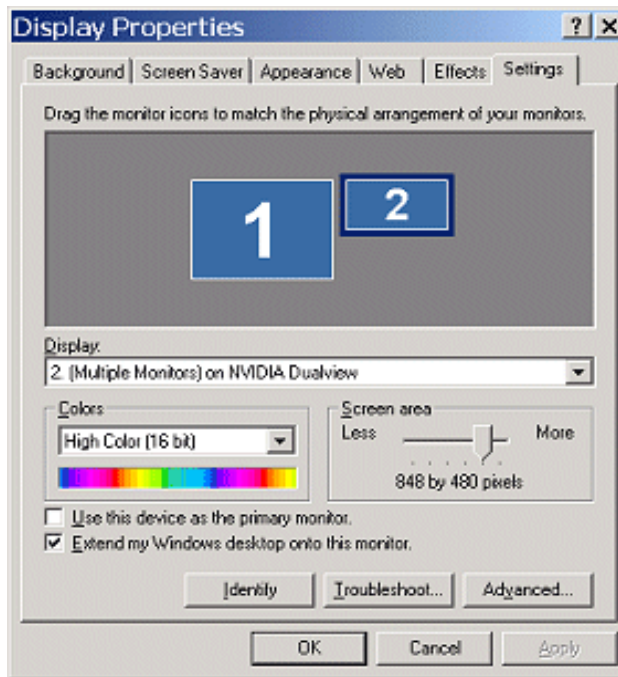 Display Properties
Background Screen Saver Appearance Web Effects Settings
Drag the monitor icons to match the physical arrangement of your monitors.
1 2
Display:
2. (Multiple Monitors) on NVIDIA Dualview
Colors Screen area
High Color (16 bit) Less More
848 by 480 pixels
Use this device as the primary monitor.
Extend my Windows desktop onto this monitor.
Identify Troubleshoot... Advanced...
OK Cancel Apply